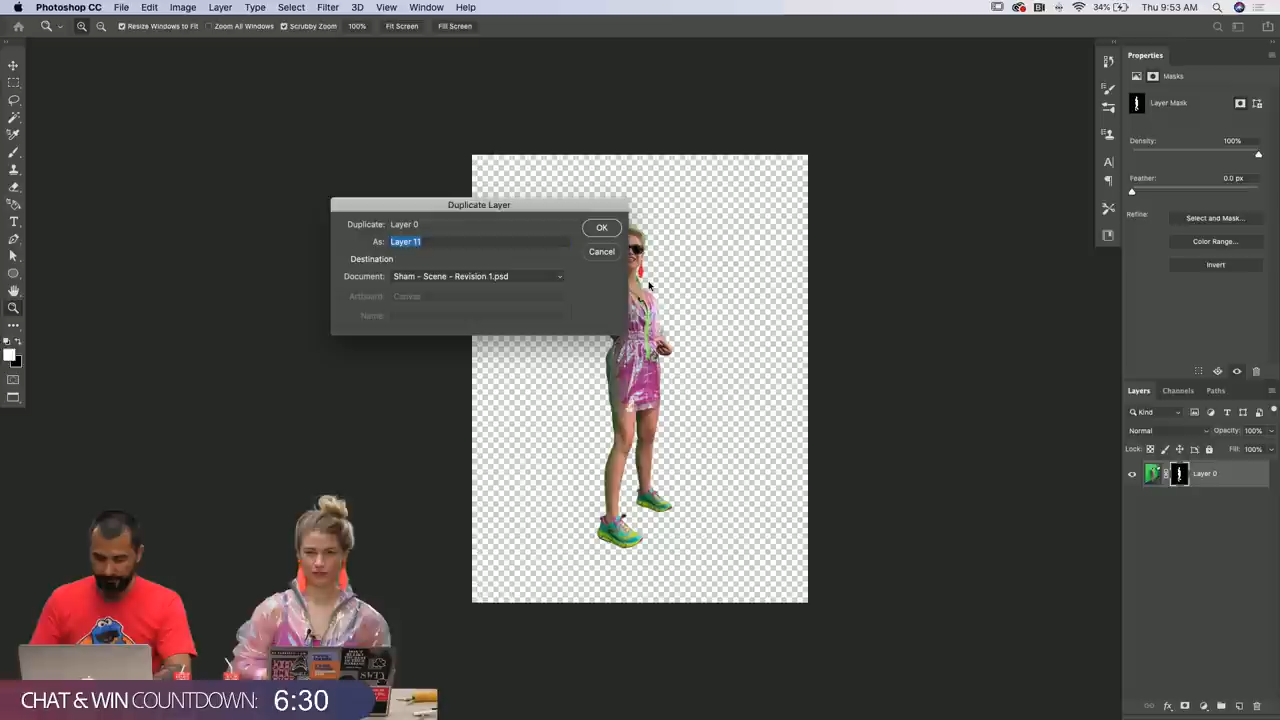 Photoshop CC File Edit Image Layer Type Select Filter 3D View Window Help 34% Thu 9:53 AM
Resize Windows to Fit Zoom All Windows Scrubby Zoom 100% Fit Screen Fill Screen
Properties
Masks
Layer Mask
Density: 100%
Feather: 0.0 px
Refine: Select and Mask...
Color Range...
Invert
Duplicate Layer
Duplicate: Layer 0 OK
As: Layer 11
Cancel
Destination
Document: Sham - Scene - Revision 1.psd
Artboard: Canvas
Name:
Layers Channels Paths
Kind
Normal Opacity: 100%
Lock: Fill: 100%
Layer 0
CHAT & WIN COUNTDOWN: 6:30